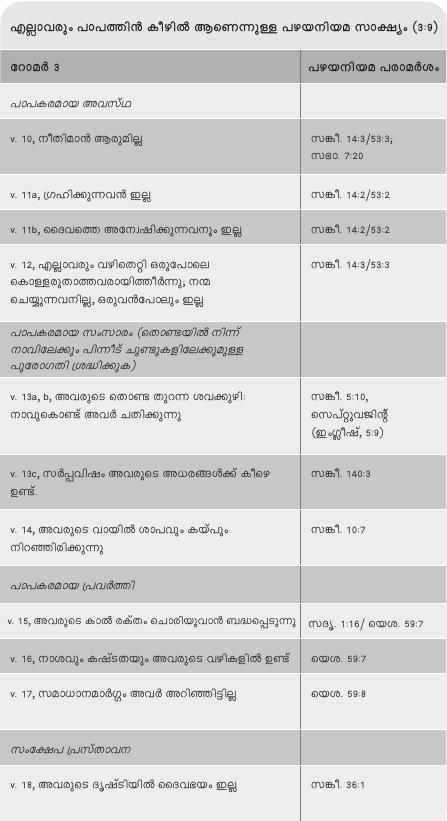 എല്ലാവരും പാപത്തിൻ കീഴിൽ ആണെന്നുള്ള പഴയനിയമ സാക്ഷ്യം (3:9)
റോമർ 3 പഴയനിയമ പരാമർശം
പാപകരമായ അവസ്ഥ
v. 10, നീതിമാൻ ആരുമില്ല സങ്കീ. 14:3/53:3;
സഭാ. 7:20
v. 11a, ഗ്രഹിക്കുന്നവൻ ഇല്ല സങ്കീ. 14:2/53:2
v. 11b, ദൈവത്തെ അന്വേഷിക്കുന്നവനും ഇല്ല സങ്കീ. 14:2/53:2
v. 12, എല്ലാവരും വഴിതെറ്റി ഒരുപോലെ സങ്കീ. 14:3/53:3
കൊള്ളരുതാത്തവരായിത്തീർന്നു; നന്മ
ചെയ്യുന്നവനില്ല, ഒരുവൻപോലും ഇല്ല
പാപകരമായ സംസാരം (തൊണ്ടയിൽ നിന്ന്
നാവിലേക്കും പിന്നീട് ചുണ്ടുകളിലേക്കുമുള്ള
പുരോഗതി ശ്രദ്ധിക്കുക)
v. 13a, b, അവരുടെ തൊണ്ട തുറന്ന ശവക്കുഴി: സങ്കീ. 5:10,
നാവുകൊണ്ട് അവർ ചതിക്കുന്നു സെപ്റ്റുവജിന്റ്
(ഇംഗ്ലീഷ്, 5:9)
v. 13c, സർപ്പവിഷം അവരുടെ അധരങ്ങൾക്ക് കീഴെ സങ്കീ. 140:3
ഉണ്ട്.
v. 14, അവരുടെ വായിൽ ശാപവും കയ്പും സങ്കീ. 10:7
നിറഞ്ഞിരിക്കുന്നു
പാപകരമായ പ്രവർത്തി
v. 15, അവരുടെ കാൽ രക്തം ചൊരിയുവാൻ ബദ്ധപ്പെടുന്നു സദൃ. 1:16/ യെശ. 59:7
v. 16, നാശവും കഷ്ടതയും അവരുടെ വഴികളിൽ ഉണ്ട് യെശ. 59:7
v. 17, സമാധാനമാർഗ്ഗം അവർ അറിഞ്ഞിട്ടില്ല യെശ. 59:8
സംക്ഷേപ പ്രസ്താവന
v. 18, അവരുടെ ദൃഷ്ടിയിൽ ദൈവഭയം ഇല്ല സങ്കീ. 36:1